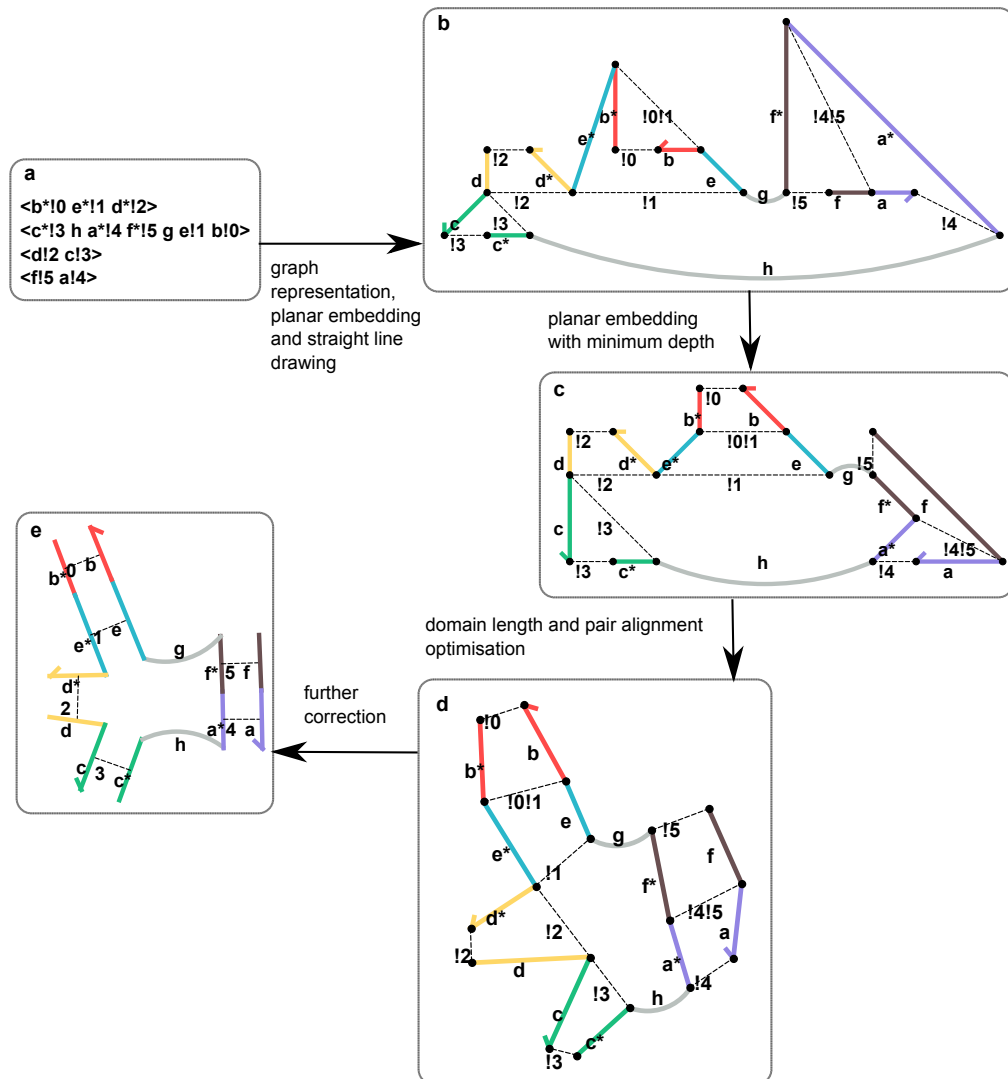 a
<b*!0 e*!1 d*!2>
<c*!3 h a*!4 f*!5 g e!1 b!0>
<d!2 c!3>
<f!5 a!4>
graph
representation,
planar embedding
and straight line
drawing
b
b*
!0!1
f*
!4!5
a*
e*
!2
!0
b
d
d*
e
g
!2
!1
!5
f
a
c
!3
!3
c*
!4
h
planar embedding
with minimum depth
c
!0
b*
b
!0!1
!2
d
d*
e*
e
g
!5
!2
!1
f*
f
c
!3
a*
!4!5
!3
c*
h
!4
a
domain length and pair alignment
optimisation
d
!0
b*
b
!0!1
e
g
!5
e*
f
!1
f*
d*
!4!5
!2
a
!2
d
a*
!3
h
!4
c
c*
!3
further
correction
e
b*
0
b
e*
1
e
g
d*
f*
5
f
2
d
a*
4
a
h
c
3
c*